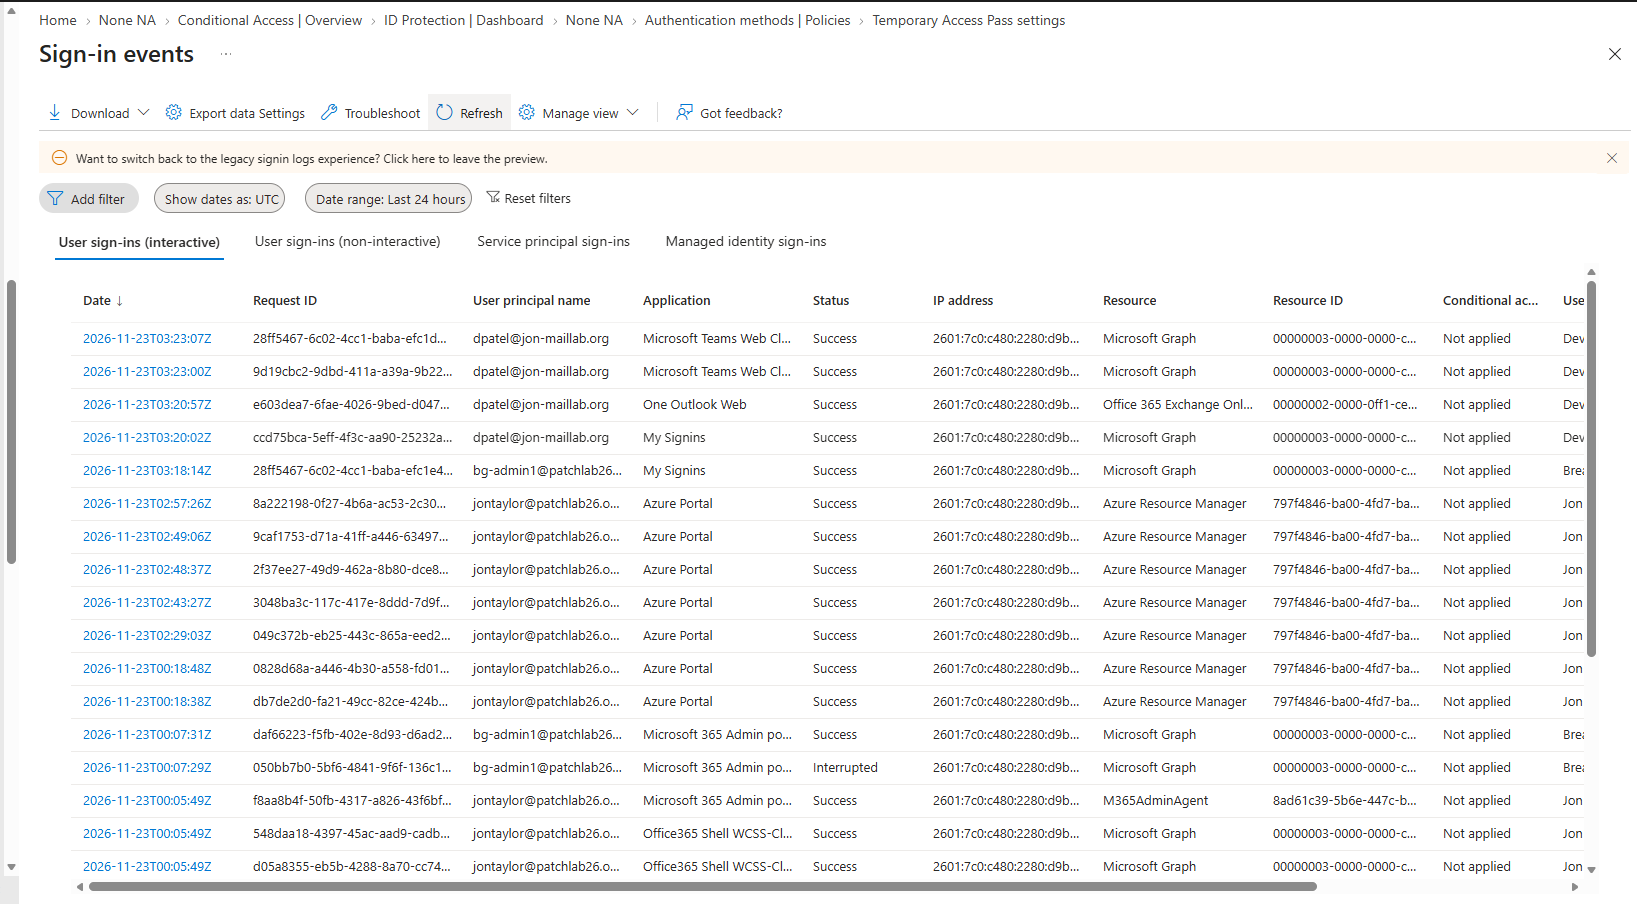 Home > None NA > Conditional Access | Overview > ID Protection | Dashboard > None NA > Authentication methods | Policies > Temporary Access Pass settings
Sign-in events ...
Download Export data Settings Troubleshoot Refresh Manage view Got feedback?
Want to switch back to the legacy signin logs experience? Click here to leave the preview.
Add filter Show dates as: UTC Date range: Last 24 hours Reset filters
User sign-ins (interactive) User sign-ins (non-interactive) Service principal sign-ins Managed identity sign-ins
Date ↓ Request ID User principal name Application Status IP address Resource Resource ID Conditional ac... Use
2026-11-23T03:23:07Z 28ff5467-6c02-4cc1-baba-efc1d... dpatel@jon-maillab.org Microsoft Teams Web Cl... Success 2601:7c0:c480:2280:d9b... Microsoft Graph 00000003-0000-0000-c... Not applied Dev
2026-11-23T03:23:00Z 9d19cbc2-9dbd-411a-a39a-9b22... dpatel@jon-maillab.org Microsoft Teams Web Cl... Success 2601:7c0:c480:2280:d9b... Microsoft Graph 00000003-0000-0000-c... Not applied Dev
2026-11-23T03:20:57Z e603dea7-6fae-4026-9bed-d047... dpatel@jon-maillab.org One Outlook Web Success 2601:7c0:c480:2280:d9b... Office 365 Exchange Onl... 00000002-0000-0ff1-ce... Not applied Dev
2026-11-23T03:20:02Z ccd75bca-5eff-4f3c-aa90-25232a... dpatel@jon-maillab.org My Signins Success 2601:7c0:c480:2280:d9b... Microsoft Graph 00000003-0000-0000-c... Not applied Dev
2026-11-23T03:18:14Z 28ff5467-6c02-4cc1-baba-efc1e4... bg-admin1@patchlab26... My Signins Success 2601:7c0:c480:2280:d9b... Microsoft Graph 00000003-0000-0000-c... Not applied Brea
2026-11-23T02:57:26Z 8a222198-0f27-4b6a-ac53-2c30... jontaylor@patchlab26.o... Azure Portal Success 2601:7c0:c480:2280:d9b... Azure Resource Manager 797f4846-ba00-4fd7-ba... Not applied Jon
2026-11-23T02:49:06Z 9caf1753-d71a-41ff-a446-63497... jontaylor@patchlab26.o... Azure Portal Success 2601:7c0:c480:2280:d9b... Azure Resource Manager 797f4846-ba00-4fd7-ba... Not applied Jon
2026-11-23T02:48:37Z 2f37ee27-49d9-462a-8b80-dce8... jontaylor@patchlab26.o... Azure Portal Success 2601:7c0:c480:2280:d9b... Azure Resource Manager 797f4846-ba00-4fd7-ba... Not applied Jon
2026-11-23T02:43:27Z 3048ba3c-117c-417e-8ddd-7d9f... jontaylor@patchlab26.o... Azure Portal Success 2601:7c0:c480:2280:d9b... Azure Resource Manager 797f4846-ba00-4fd7-ba... Not applied Jon
2026-11-23T02:29:03Z 049c372b-eb25-443c-865a-eed2... jontaylor@patchlab26.o... Azure Portal Success 2601:7c0:c480:2280:d9b... Azure Resource Manager 797f4846-ba00-4fd7-ba... Not applied Jon
2026-11-23T00:18:48Z 0828d68a-a446-4b30-a558-fd01... jontaylor@patchlab26.o... Azure Portal Success 2601:7c0:c480:2280:d9b... Azure Resource Manager 797f4846-ba00-4fd7-ba... Not applied Jon
2026-11-23T00:18:38Z db7de2d0-fa21-49cc-82ce-424b... jontaylor@patchlab26.o... Azure Portal Success 2601:7c0:c480:2280:d9b... Azure Resource Manager 797f4846-ba00-4fd7-ba... Not applied Jon
2026-11-23T00:07:31Z daf66223-f5fb-402e-8d93-d6ad2... bg-admin1@patchlab26... Microsoft 365 Admin po... Success 2601:7c0:c480:2280:d9b... Microsoft Graph 00000003-0000-0000-c... Not applied Brea
2026-11-23T00:07:29Z 050bb7b0-5bf6-4841-9f6f-136c1... bg-admin1@patchlab26... Microsoft 365 Admin po... Interrupted 2601:7c0:c480:2280:d9b... Microsoft Graph 00000003-0000-0000-c... Not applied Brea
2026-11-23T00:05:49Z f8aa8b4f-50fb-4317-a826-43f6bf... jontaylor@patchlab26.o... Microsoft 365 Admin po... Success 2601:7c0:c480:2280:d9b... M365AdminAgent 8ad61c39-5b6e-447c-b... Not applied Jon
2026-11-23T00:05:49Z 548daa18-4397-45ac-aad9-cadb... jontaylor@patchlab26.o... Office365 Shell WCSS-Cl... Success 2601:7c0:c480:2280:d9b... Microsoft Graph 00000003-0000-0000-c... Not applied Jon
2026-11-23T00:05:49Z d05a8355-eb5b-4288-8a70-cc74... jontaylor@patchlab26.o... Office365 Shell WCSS-Cl... Success 2601:7c0:c480:2280:d9b... Microsoft Graph 00000003-0000-0000-c... Not applied Jon